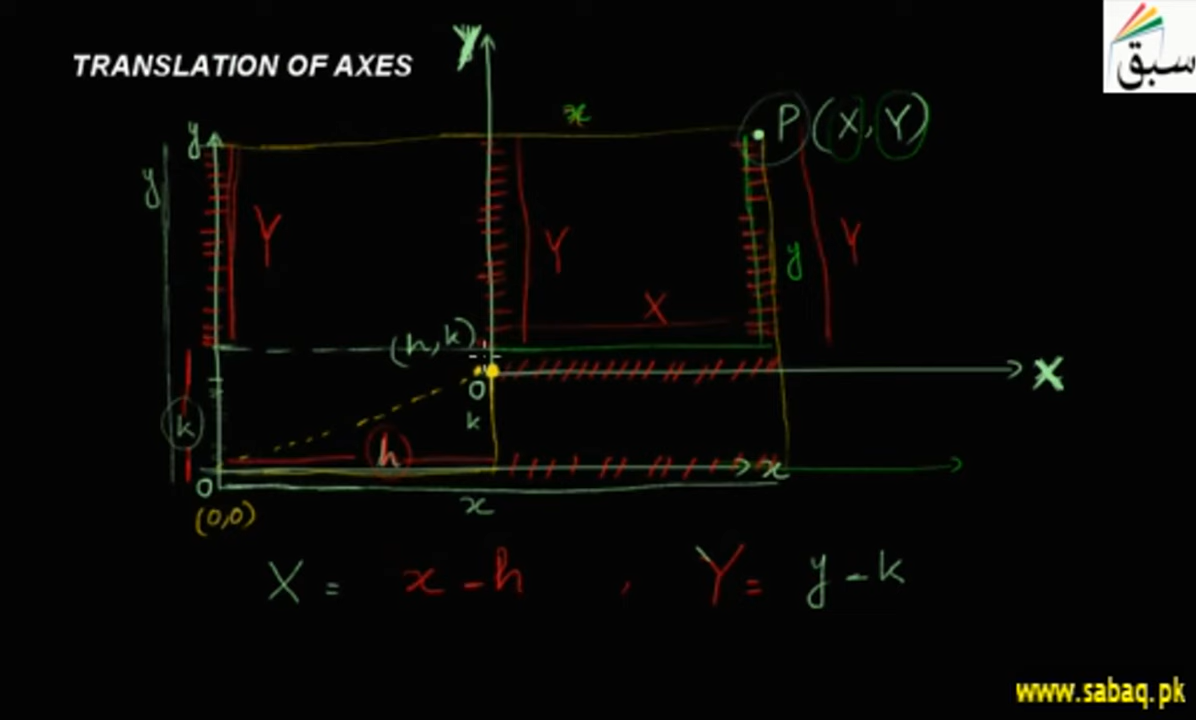 TRANSLATION OF AXES
سبق
Y
x
P (X, Y)
y
y
Y
Y
y
Y
X
(h, k)
X
O
k
k
h
x
O
x
(0,0)
X = x - h , Y = y - k
www.sabaq.pk